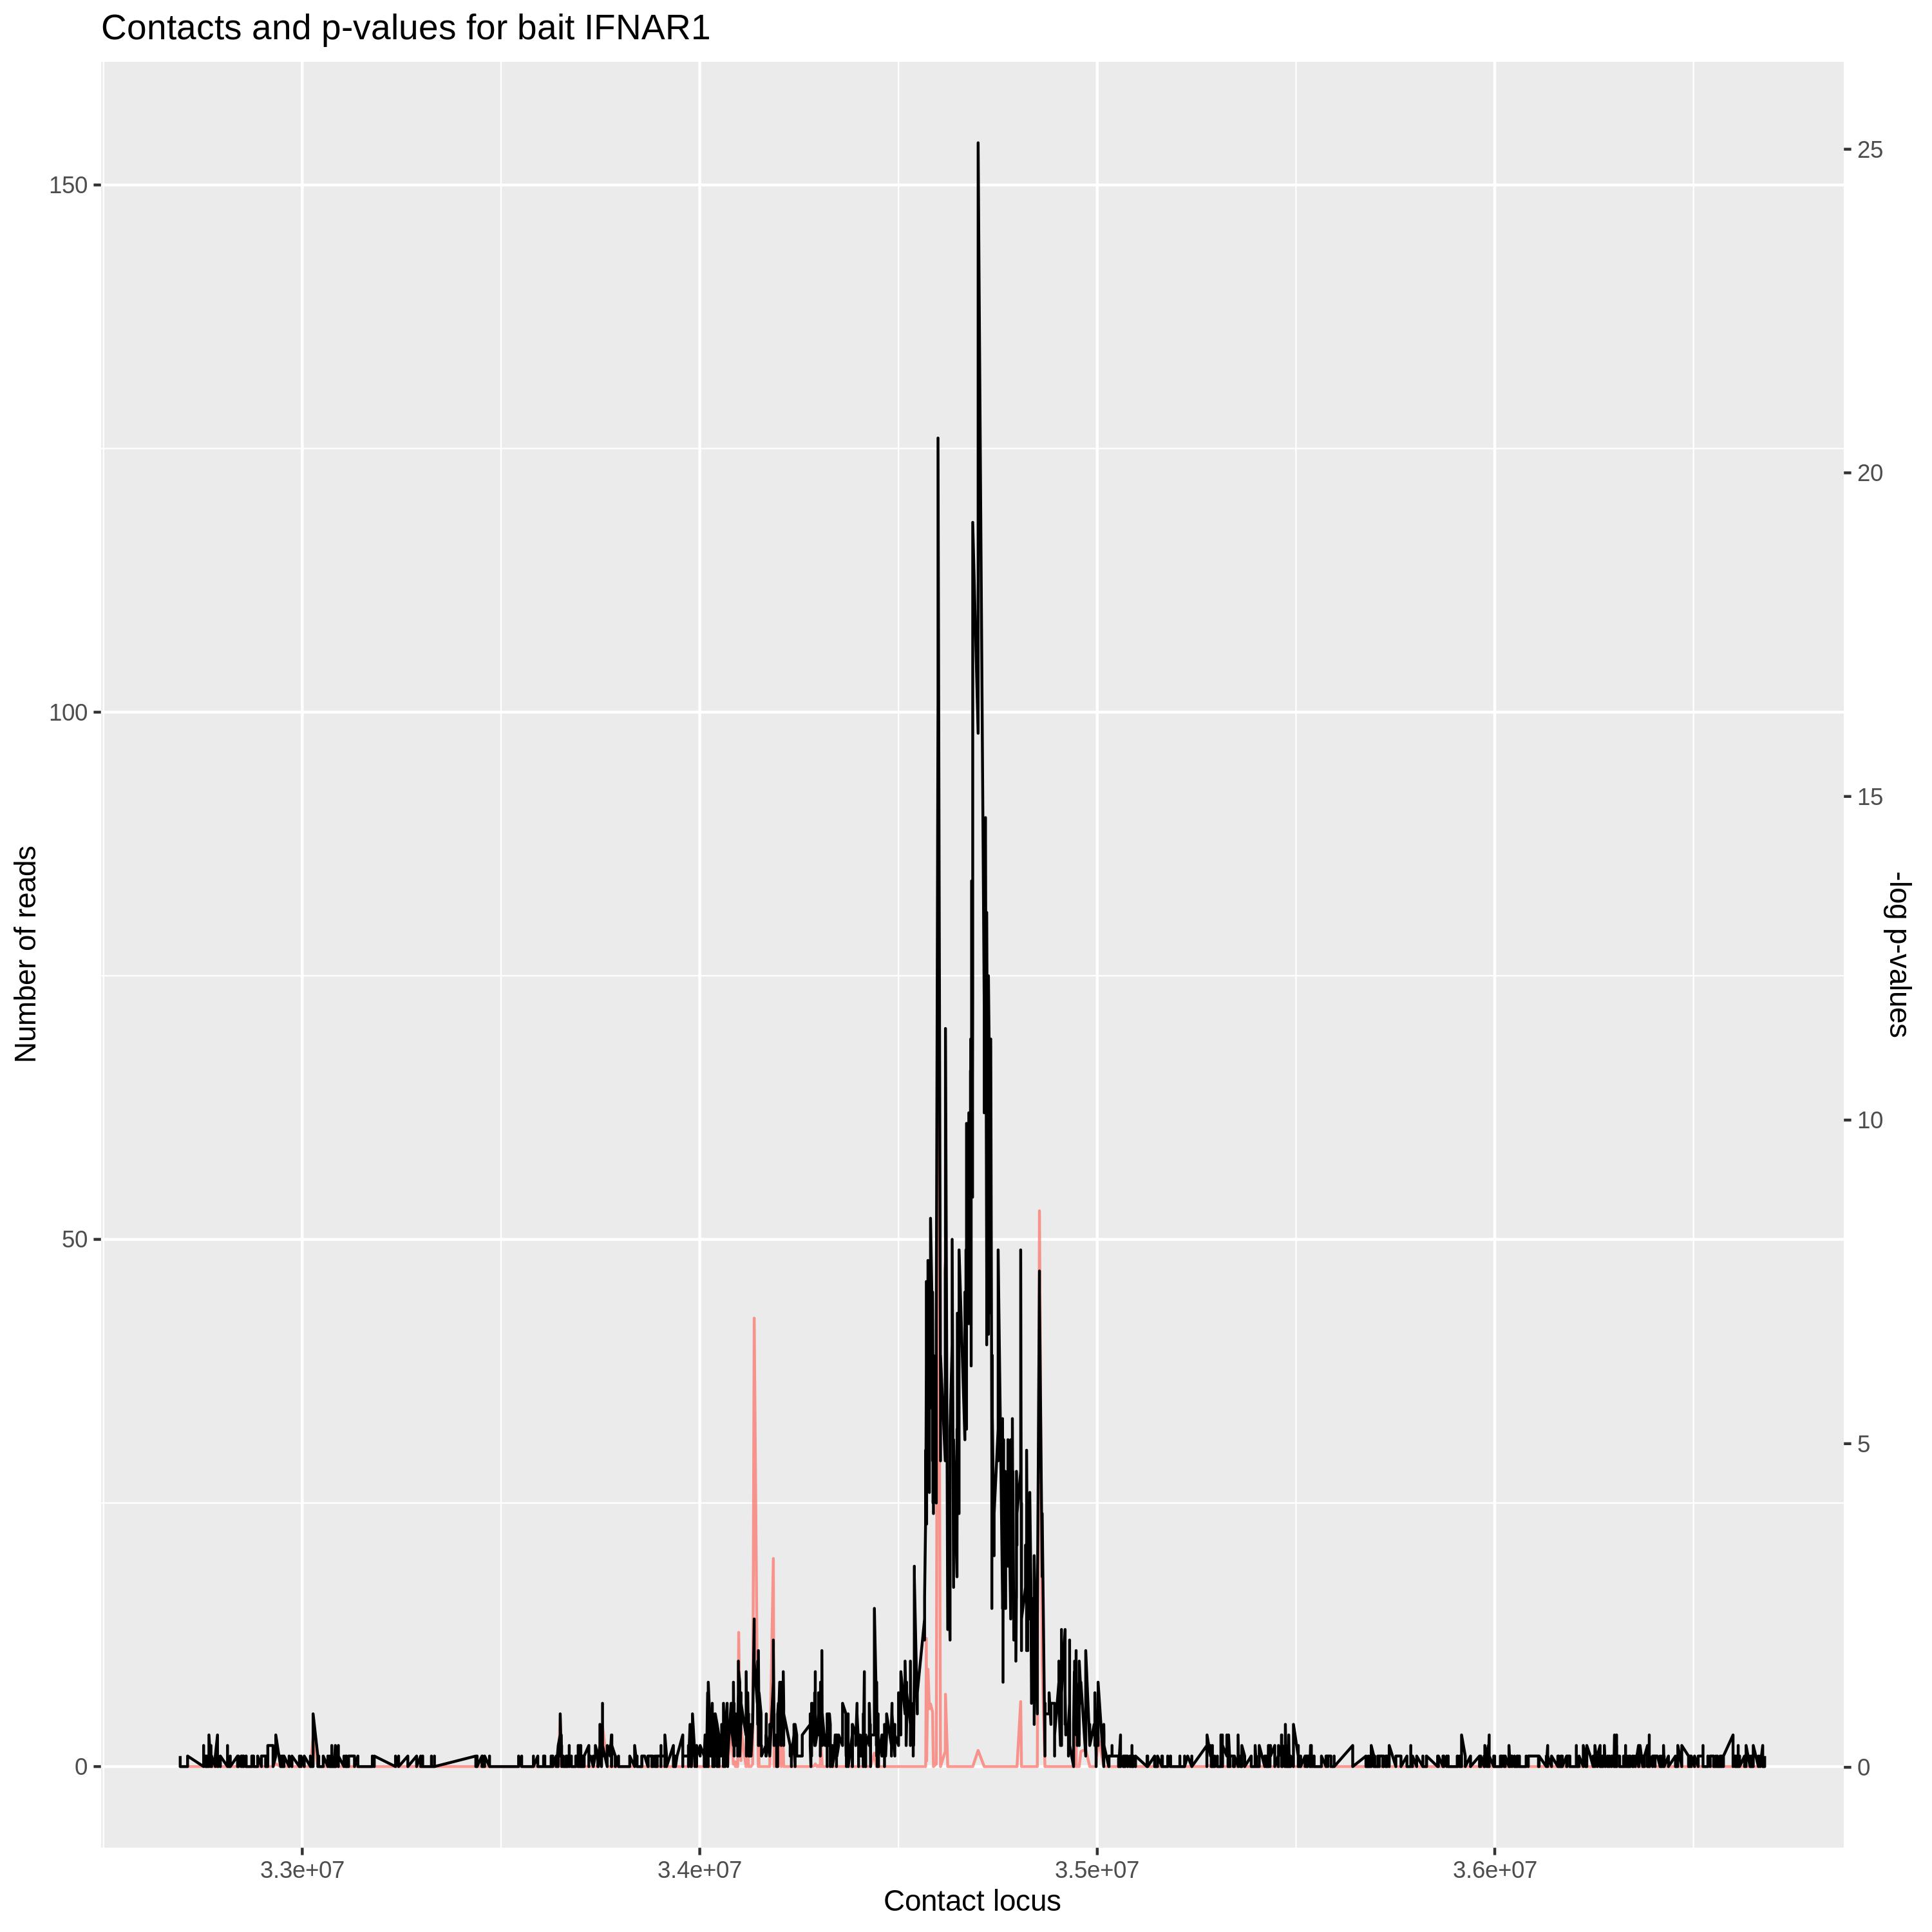 Contacts and p-values for bait IFNAR1
150
100
50
0
Number of reads
25
20
15
10
5
0
-log p-values
3.3e+07
3.4e+07
3.5e+07
3.6e+07
Contact locus